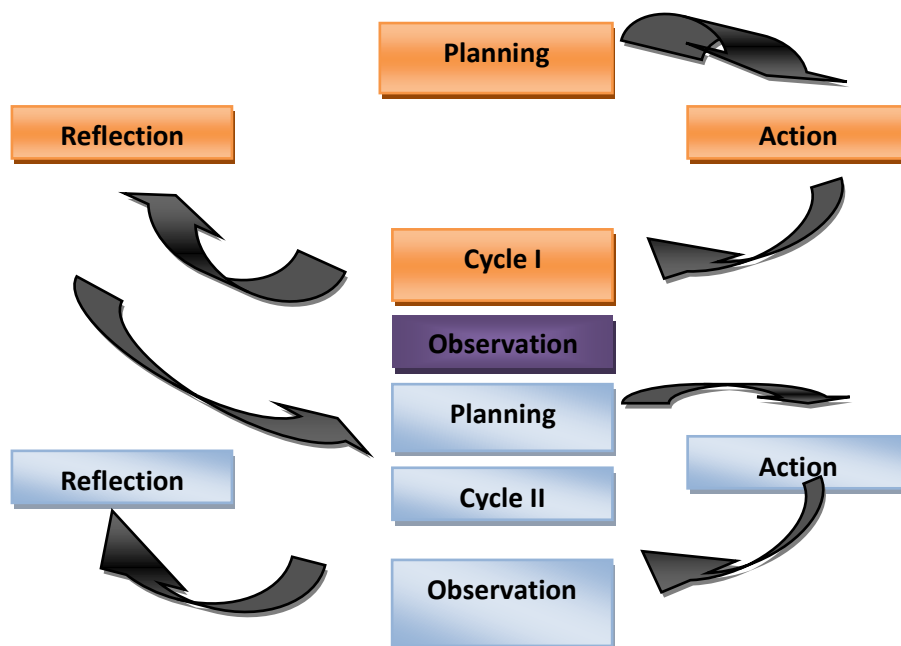 Planning
Reflection
Action
Cycle I
Observation
Planning
Action
Reflection
Cycle II
Observation